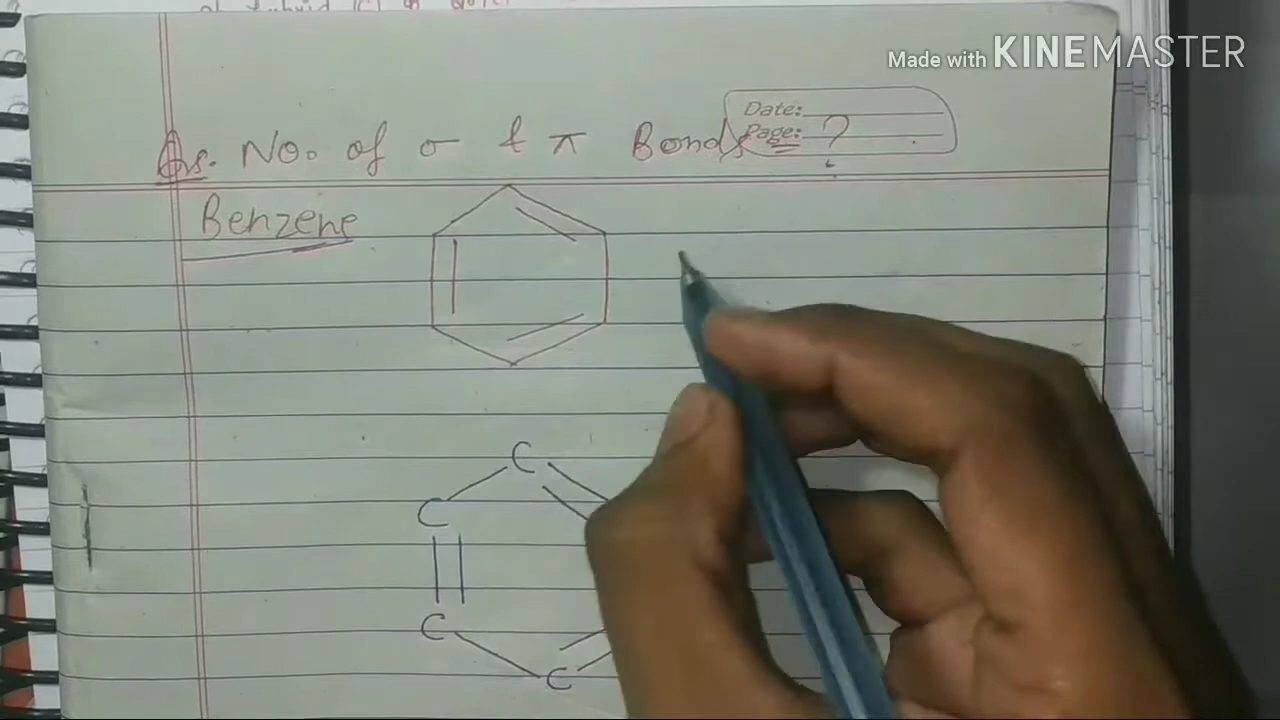 Made with KINEMASTER
Date:
Page:
Qs. No. of σ & π Bonds ?
Benzene
C
C
C
C